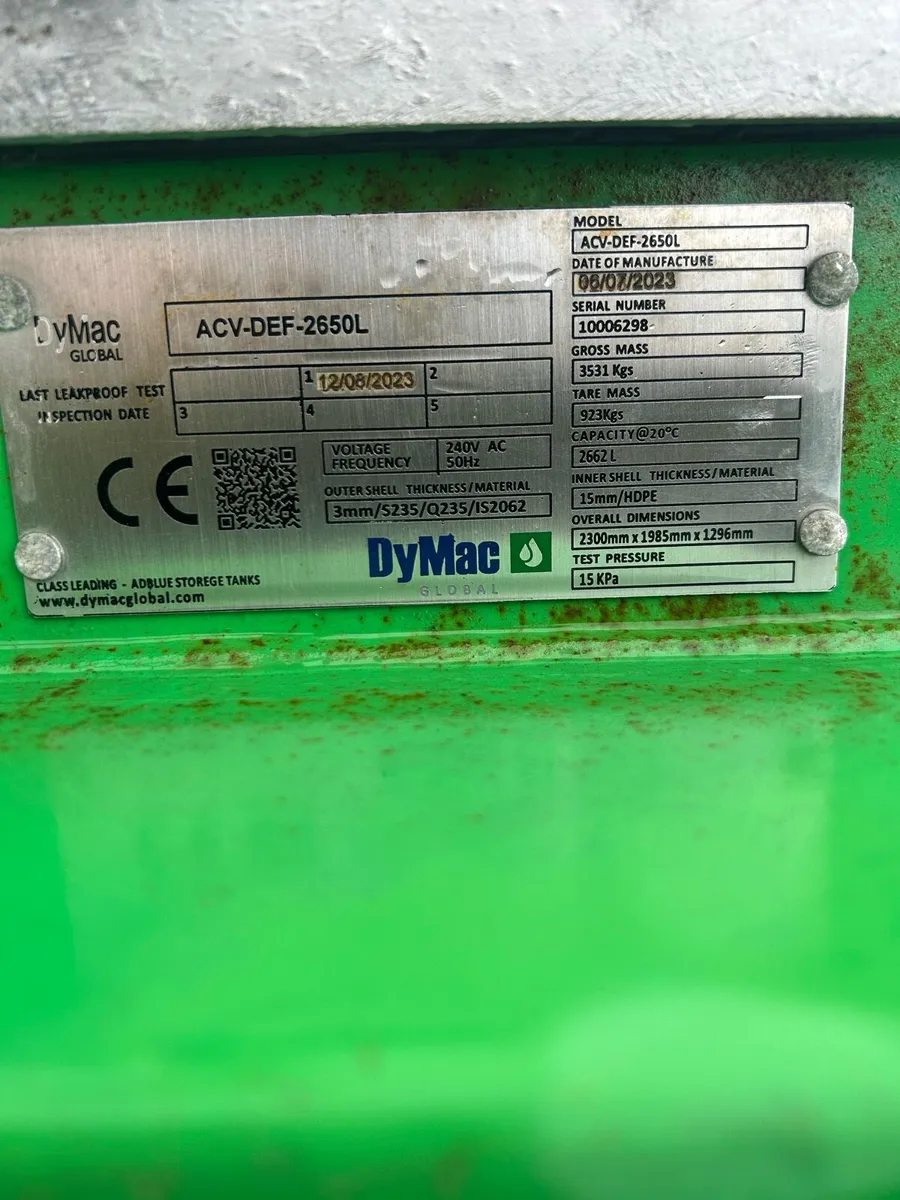 DyMac
GLOBAL
ACV-DEF-2650L
LAST LEAKPROOF TEST
INSPECTION DATE
1 12/08/2023 2
3 4 5
CE
VOLTAGE 240V AC
FREQUENCY 50Hz
OUTER SHELL THICKNESS/MATERIAL
3mm/S235/Q235/IS2062
DyMac
GLOBAL
CLASS LEADING - ADBLUE STOREGE TANKS
www.dymacglobal.com
MODEL
ACV-DEF-2650L
DATE OF MANUFACTURE
06/07/2023
SERIAL NUMBER
10006298
GROSS MASS
3531 Kgs
TARE MASS
923Kgs
CAPACITY@20°C
2662 L
INNER SHELL THICKNESS/MATERIAL
15mm/HDPE
OVERALL DIMENSIONS
2300mm x 1985mm x 1296mm
TEST PRESSURE
15 KPa